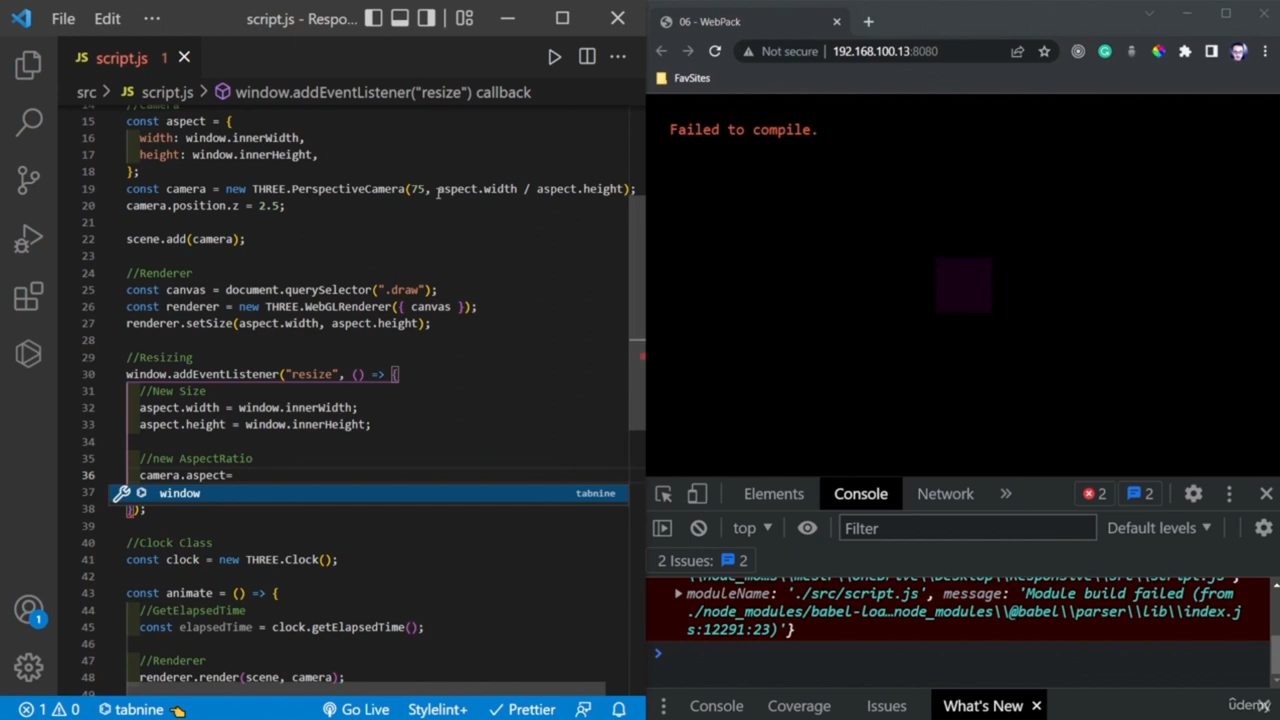 File Edit ··· script.js - Respo...
JS script.js 1
src > JS script.js > window.addEventListener("resize") callback
14 //Camera
15 const aspect = {
16 width: window.innerWidth,
17 height: window.innerHeight,
18 };
19 const camera = new THREE.PerspectiveCamera(75, aspect.width / aspect.height);
20 camera.position.z = 2.5;
21
22 scene.add(camera);
23
24 //Renderer
25 const canvas = document.querySelector(".draw");
26 const renderer = new THREE.WebGLRenderer({ canvas });
27 renderer.setSize(aspect.width, aspect.height);
28
29 //Resizing
30 window.addEventListener("resize", () => {
31 //New Size
32 aspect.width = window.innerWidth;
33 aspect.height = window.innerHeight;
34
35 //new AspectRatio
36 camera.aspect=
37 window tabnine
38 });
39
40 //Clock Class
41 const clock = new THREE.Clock();
42
43 const animate = () => {
44 //GetElapsedTime
45 const elapsedTime = clock.getElapsedTime();
46
47 //Renderer
48 renderer.render(scene, camera);
49
1
1 0 tabnine Go Live Stylelint+ Prettier
06 - WebPack
Not secure 192.168.100.13:8080
FavSites
Failed to compile.
Elements Console Network 2 2
top Filter Default levels
2 Issues: 2
moduleName: './src/script.js', message: 'Module build failed (from
./node_modules/babel-loa…node_modules\\@babel\\parser\\lib\\index.j
s:12291:23)'}
Console Coverage Issues What's New
udemy